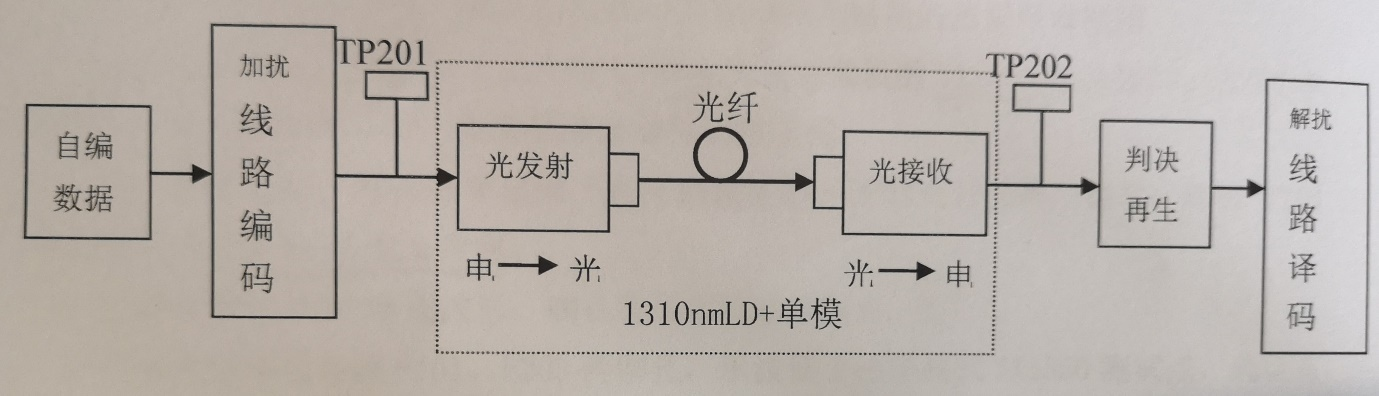 自编
数据
加扰
线
路
编
码
TP201
光发射
电
光
光纤
光接收
光
电
1310nmLD+单模
TP202
判决
再生
解扰
线
路
译
码